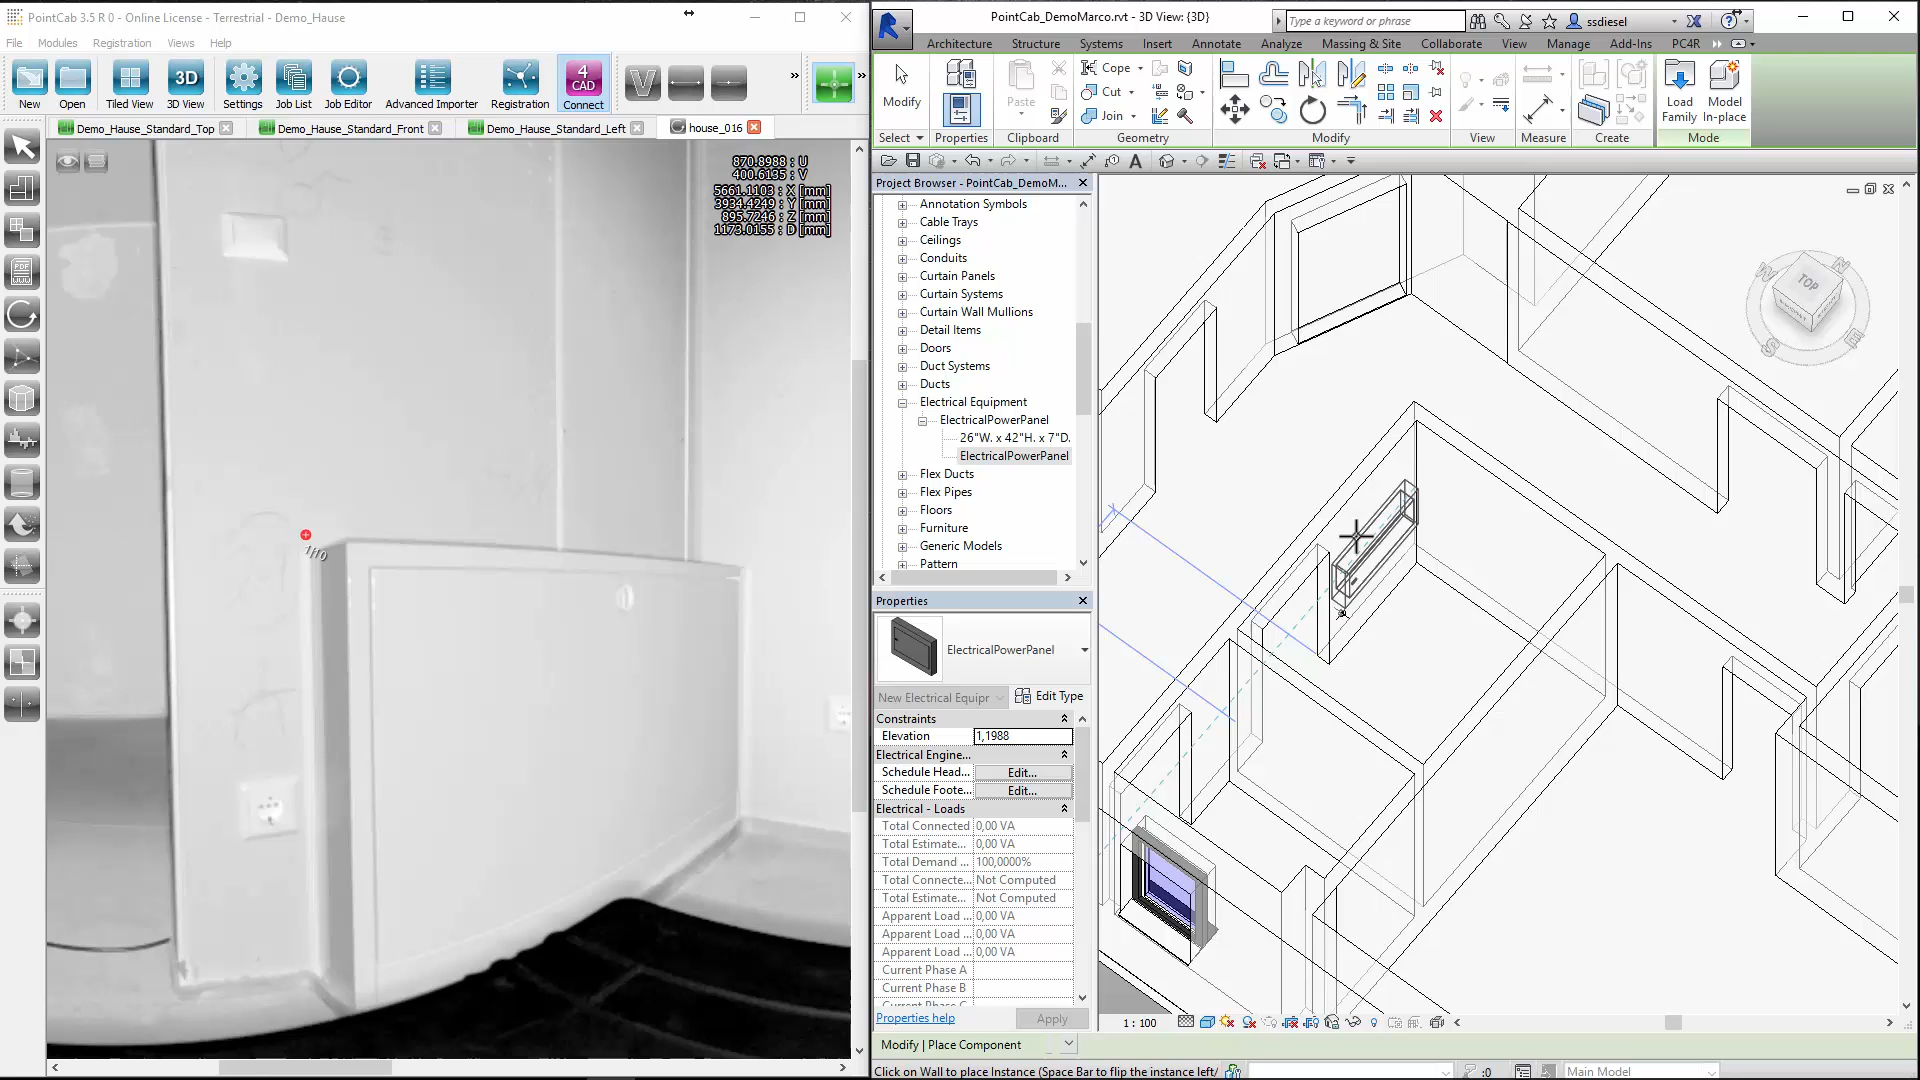 PointCab 3.5 R 0 - Online License - Terrestrial - Demo_Hause
File Modules Registration Views Help
New Open Tiled View 3D 3D View Settings Job List Job Editor Advanced Importer Registration 4 CAD Connect
Demo_Hause_Standard_Top Demo_Hause_Standard_Front Demo_Hause_Standard_Left house_016
870.8988 : U
400.6135 : V
5661.1103 : X [mm]
3934.4249 : Y [mm]
895.7246 : Z [mm]
1173.0155 : D [mm]
PDF
1/10
PointCab_DemoMarco.rvt - 3D View: {3D}
Type a keyword or phrase
ssdiesel
Architecture Structure Systems Insert Annotate Analyze Massing & Site Collaborate View Manage Add-Ins PC4R
Modify Paste Cope Cut Join Load Family Model In-place
Select Properties Clipboard Geometry Modify View Measure Create Mode
Project Browser - PointCab_DemoM...
Annotation Symbols
Cable Trays
Ceilings
Conduits
Curtain Panels
Curtain Systems
Curtain Wall Mullions
Detail Items
Doors
Duct Systems
Ducts
Electrical Equipment
ElectricalPowerPanel
26"W. x 42"H. x 7"D.
ElectricalPowerPanel
Flex Ducts
Flex Pipes
Floors
Furniture
Generic Models
Pattern
Properties
ElectricalPowerPanel
New Electrical Equipr Edit Type
Constraints
Elevation 1,1988
Electrical Engine...
Schedule Head... Edit...
Schedule Foote... Edit...
Electrical - Loads
Total Connected 0,00 VA
Total Estimate... 0,00 VA
Total Demand ... 100,0000%
Total Connecte... Not Computed
Total Estimate... Not Computed
Apparent Load ... 0,00 VA
Apparent Load ... 0,00 VA
Apparent Load ... 0,00 VA
Current Phase A
Current Phase B
Current Phase C
Properties help Apply
TOP
N
W
S
E
1 : 100
Modify | Place Component
Click on Wall to place Instance (Space Bar to flip the instance left/
:0 Main Model